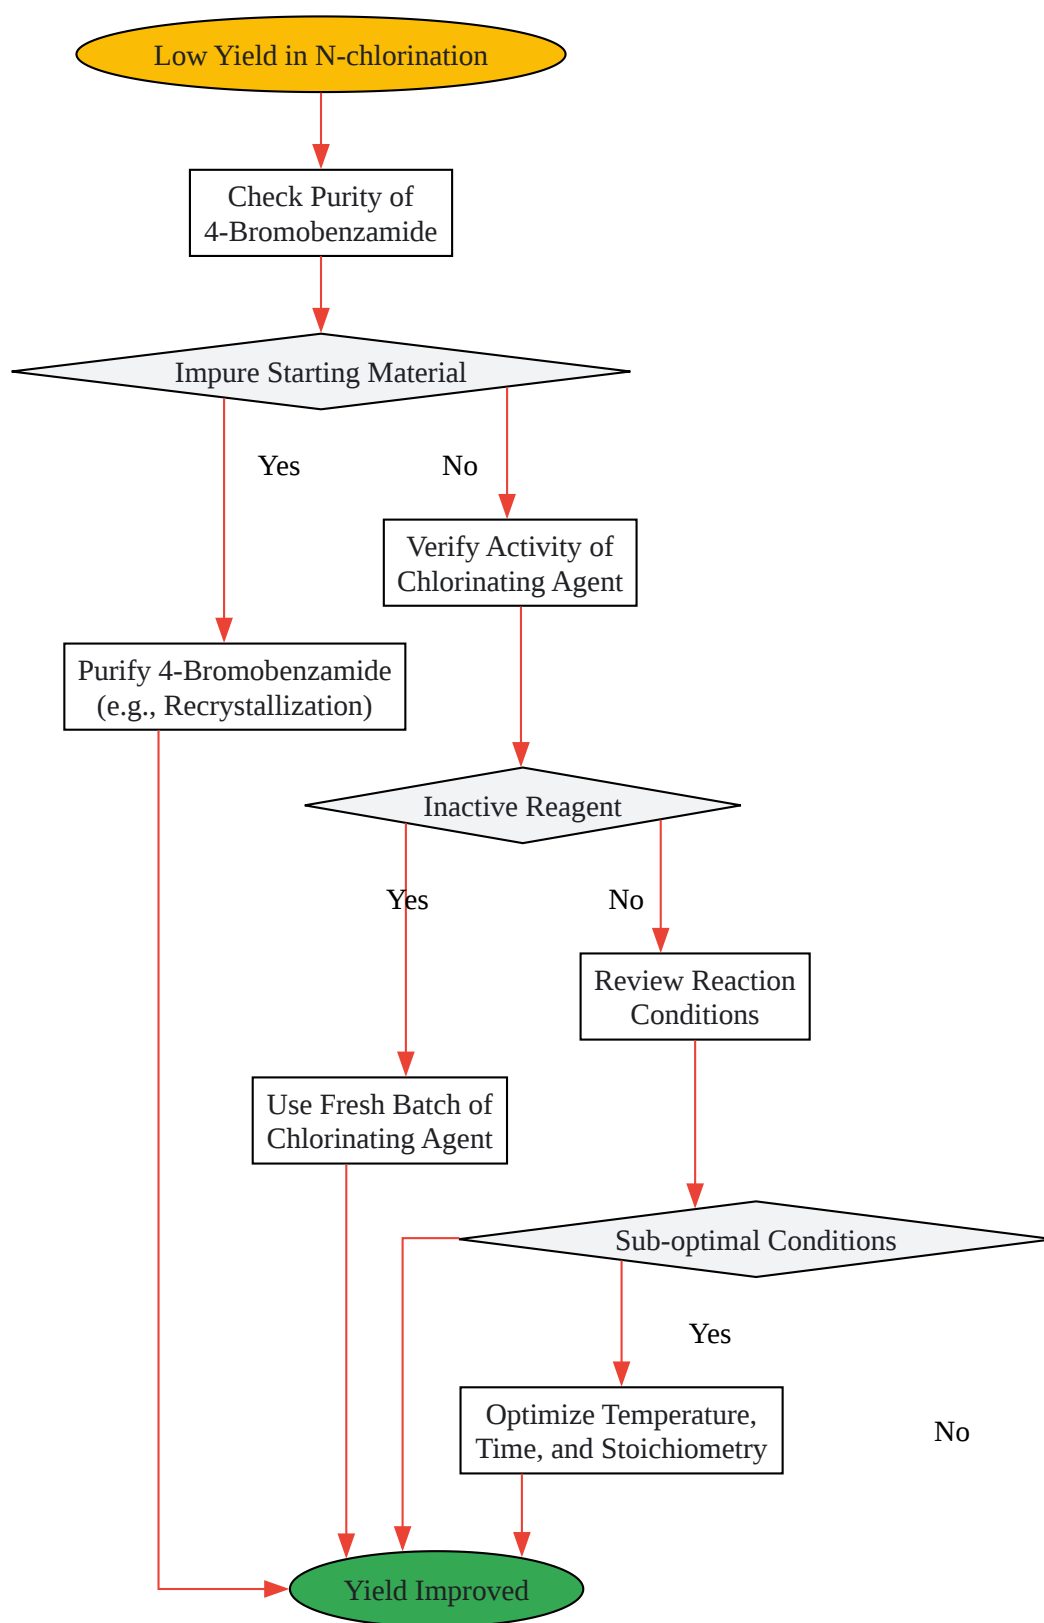 Low Yield in N-chlorination
Check Purity of
4-Bromobenzamide
Impure Starting Material
Yes
No
Verify Activity of
Chlorinating Agent
Purify 4-Bromobenzamide
(e.g., Recrystallization)
Inactive Reagent
Yes
No
Review Reaction
Conditions
Use Fresh Batch of
Chlorinating Agent
Sub-optimal Conditions
Yes
Optimize Temperature,
Time, and Stoichiometry
No
Yield Improved